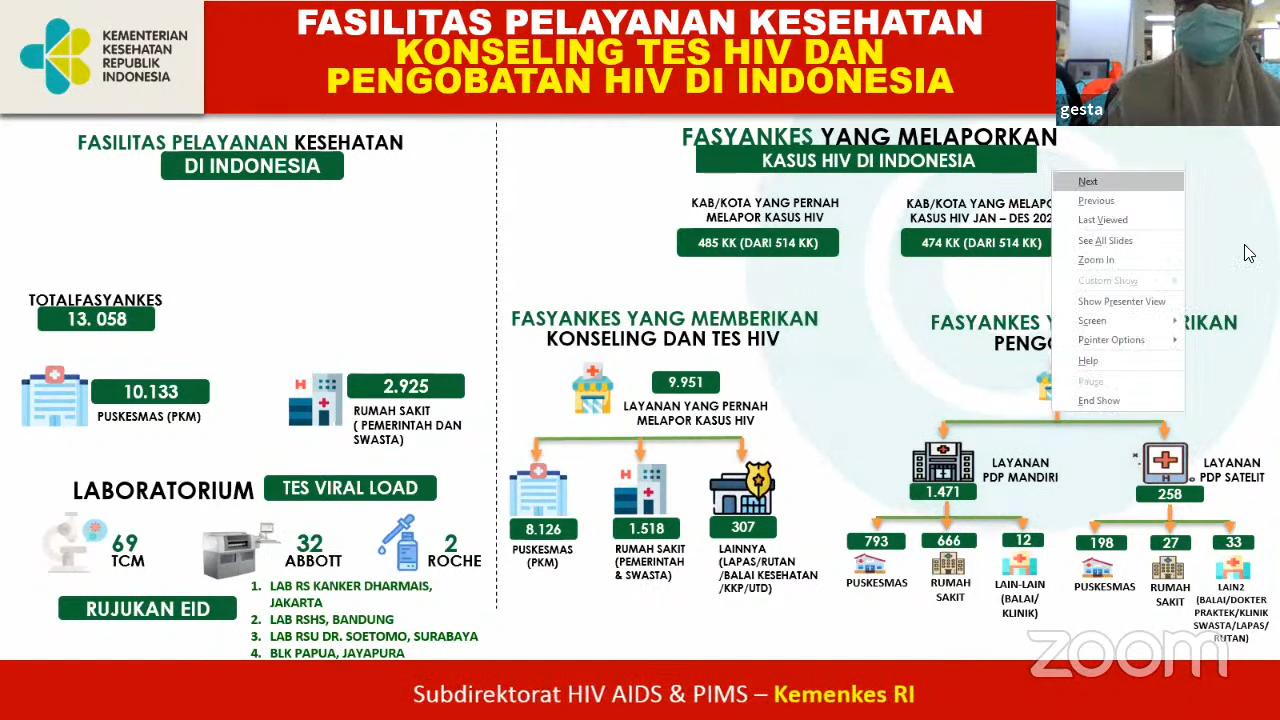 KEMENTERIAN
KESEHATAN
REPUBLIK
INDONESIA
FASILITAS PELAYANAN KESEHATAN
KONSELING TES HIV DAN
PENGOBATAN HIV DI INDONESIA
gesta
FASILITAS PELAYANAN KESEHATAN
DI INDONESIA
TOTALFASYANKES
13. 058
10.133
PUSKESMAS (PKM)
2.925
RUMAH SAKIT
( PEMERINTAH DAN
SWASTA)
LABORATORIUM TES VIRAL LOAD
69
TCM
32
ABBOTT
2
ROCHE
RUJUKAN EID
1. LAB RS KANKER DHARMAIS,
JAKARTA
2. LAB RSHS, BANDUNG
3. LAB RSU DR. SOETOMO, SURABAYA
4. BLK PAPUA, JAYAPURA
FASYANKES YANG MELAPORKAN
KASUS HIV DI INDONESIA
KAB/KOTA YANG PERNAH
MELAPOR KASUS HIV
485 KK (DARI 514 KK)
KAB/KOTA YANG
KASUS HIV JAN – DES
474 KK (DARI 514 KK)
FASYANKES YANG MEMBERIKAN
KONSELING DAN TES HIV
9.951
LAYANAN YANG PERNAH
MELAPOR KASUS HIV
H
8.126
PUSKESMAS
(PKM)
1.518
RUMAH SAKIT
(PEMERINTAH
& SWASTA)
307
LAINNYA
(LAPAS/RUTAN
/BALAI KESEHATAN
/KKP/UTD)
FASYANKES
Next
Previous
Last Viewed
See All Slides
Zoom In
Custom Show
Show Presenter View
Screen
Pointer Options
Help
Pause
End Show
LAYANAN
PDP MANDIRI
1.471
793
PUSKESMAS
666
RUMAH
SAKIT
12
LAIN-LAIN
(BALAI/
KLINIK)
LAYANAN
PDP SATELIT
258
198
PUSKESMAS
27
RUMAH
SAKIT
33
LAIN2
(BALAI/DOKTER
PRAKTEK/KLINIK
SWASTA/LAPAS/
RUTAN)
zoom
Subdirektorat HIV AIDS & PIMS – Kemenkes RI